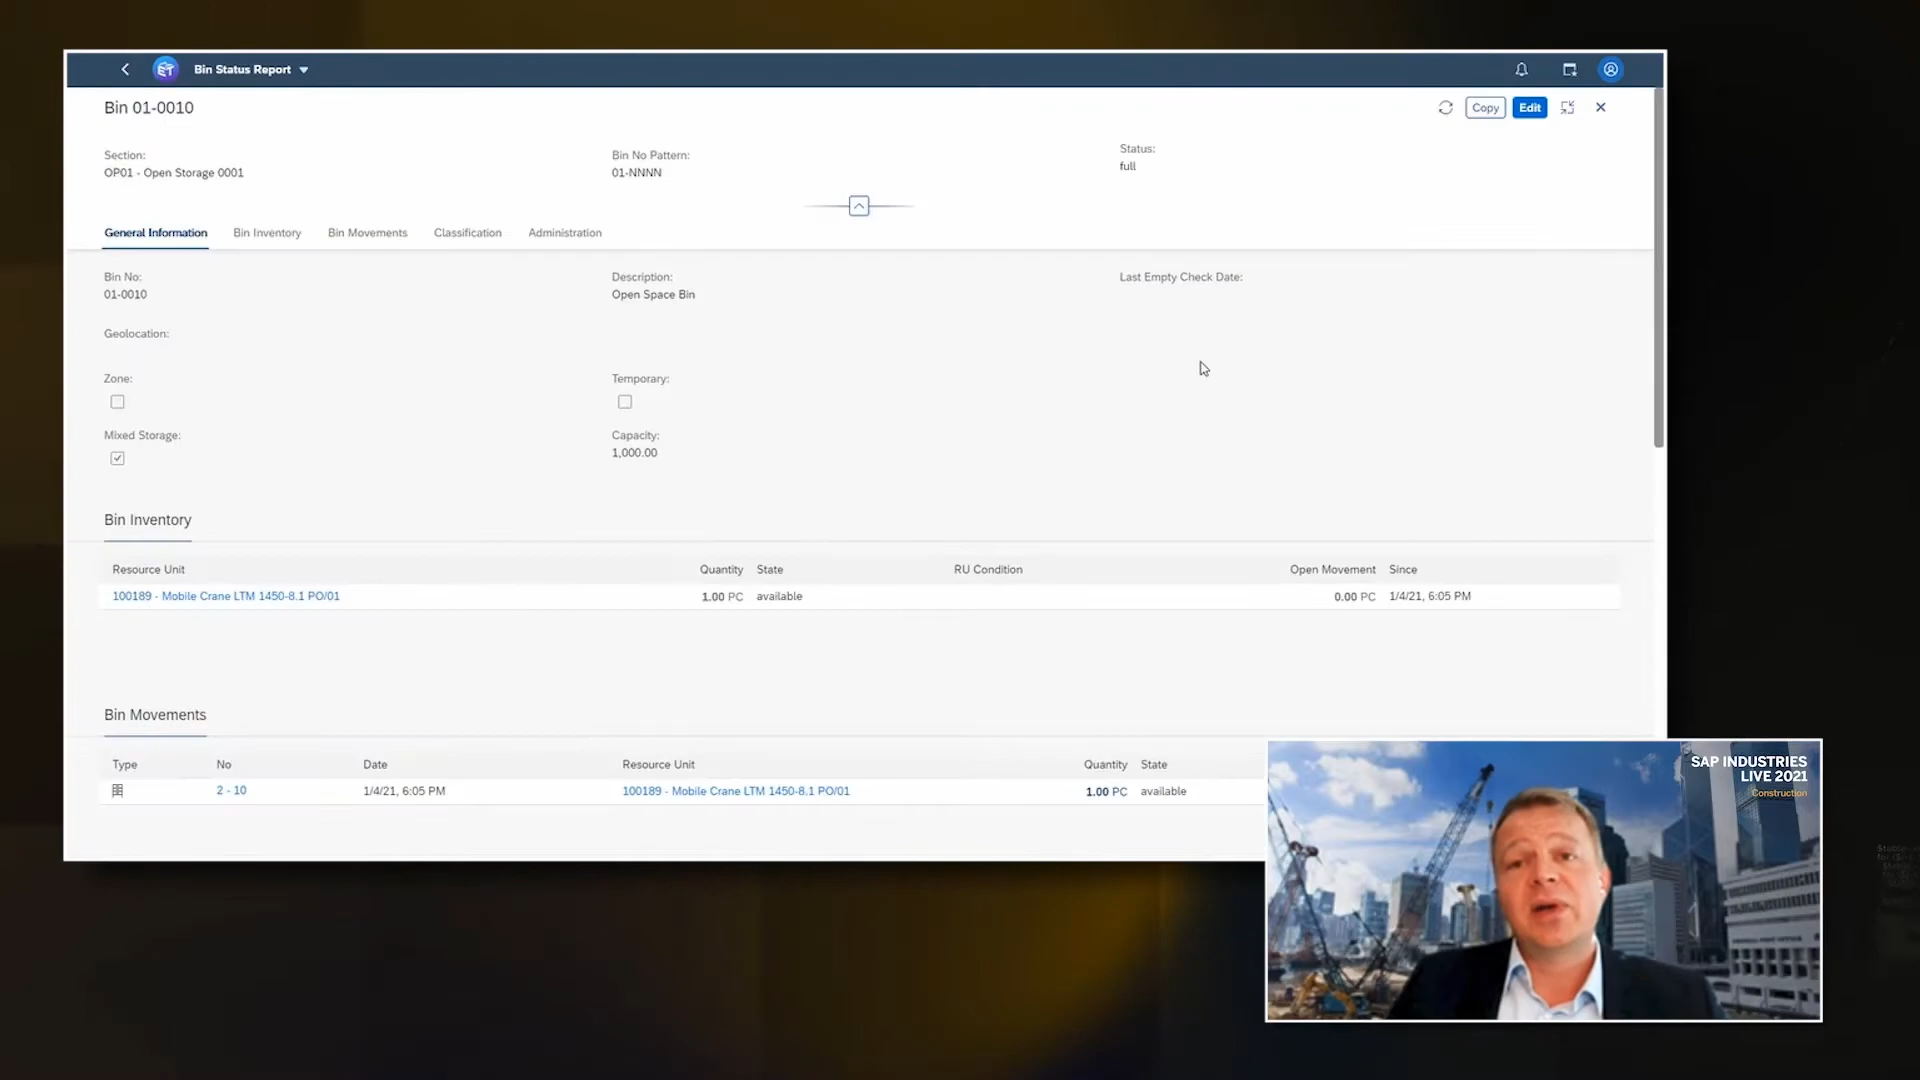 Bin Status Report
Bin 01-0010
Copy
Edit
Section:
OP01 - Open Storage 0001
Bin No Pattern:
01-NNNN
Status:
full
General Information
Bin Inventory
Bin Movements
Classification
Administration
Bin No:
01-0010
Description:
Open Space Bin
Last Empty Check Date:
Geolocation:
Zone:
Temporary:
Mixed Storage:
Capacity:
1,000.00
Bin Inventory
Resource Unit Quantity State RU Condition Open Movement Since
100189 - Mobile Crane LTM 1450-8.1 PO/01 1.00 PC available 0.00 PC 1/4/21, 6:05 PM
Bin Movements
Type No Date Resource Unit Quantity State
2 - 10 1/4/21, 6:05 PM 100189 - Mobile Crane LTM 1450-8.1 PO/01 1.00 PC available
SAP INDUSTRIES
LIVE 2021
Construction